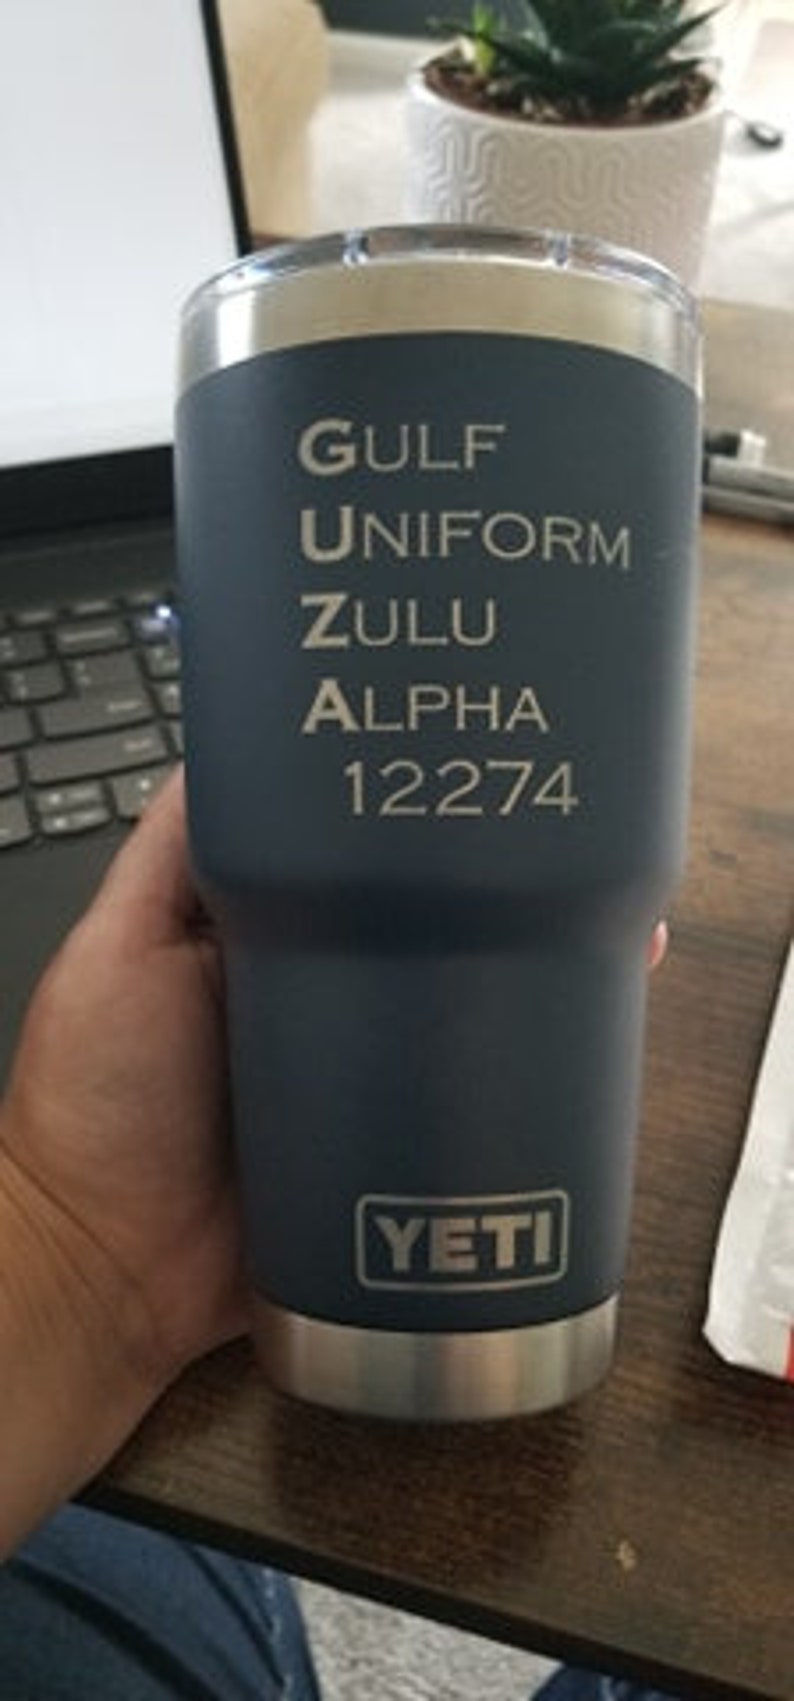 GULF
UNIFORM
ZULU
ALPHA
12274
YETI